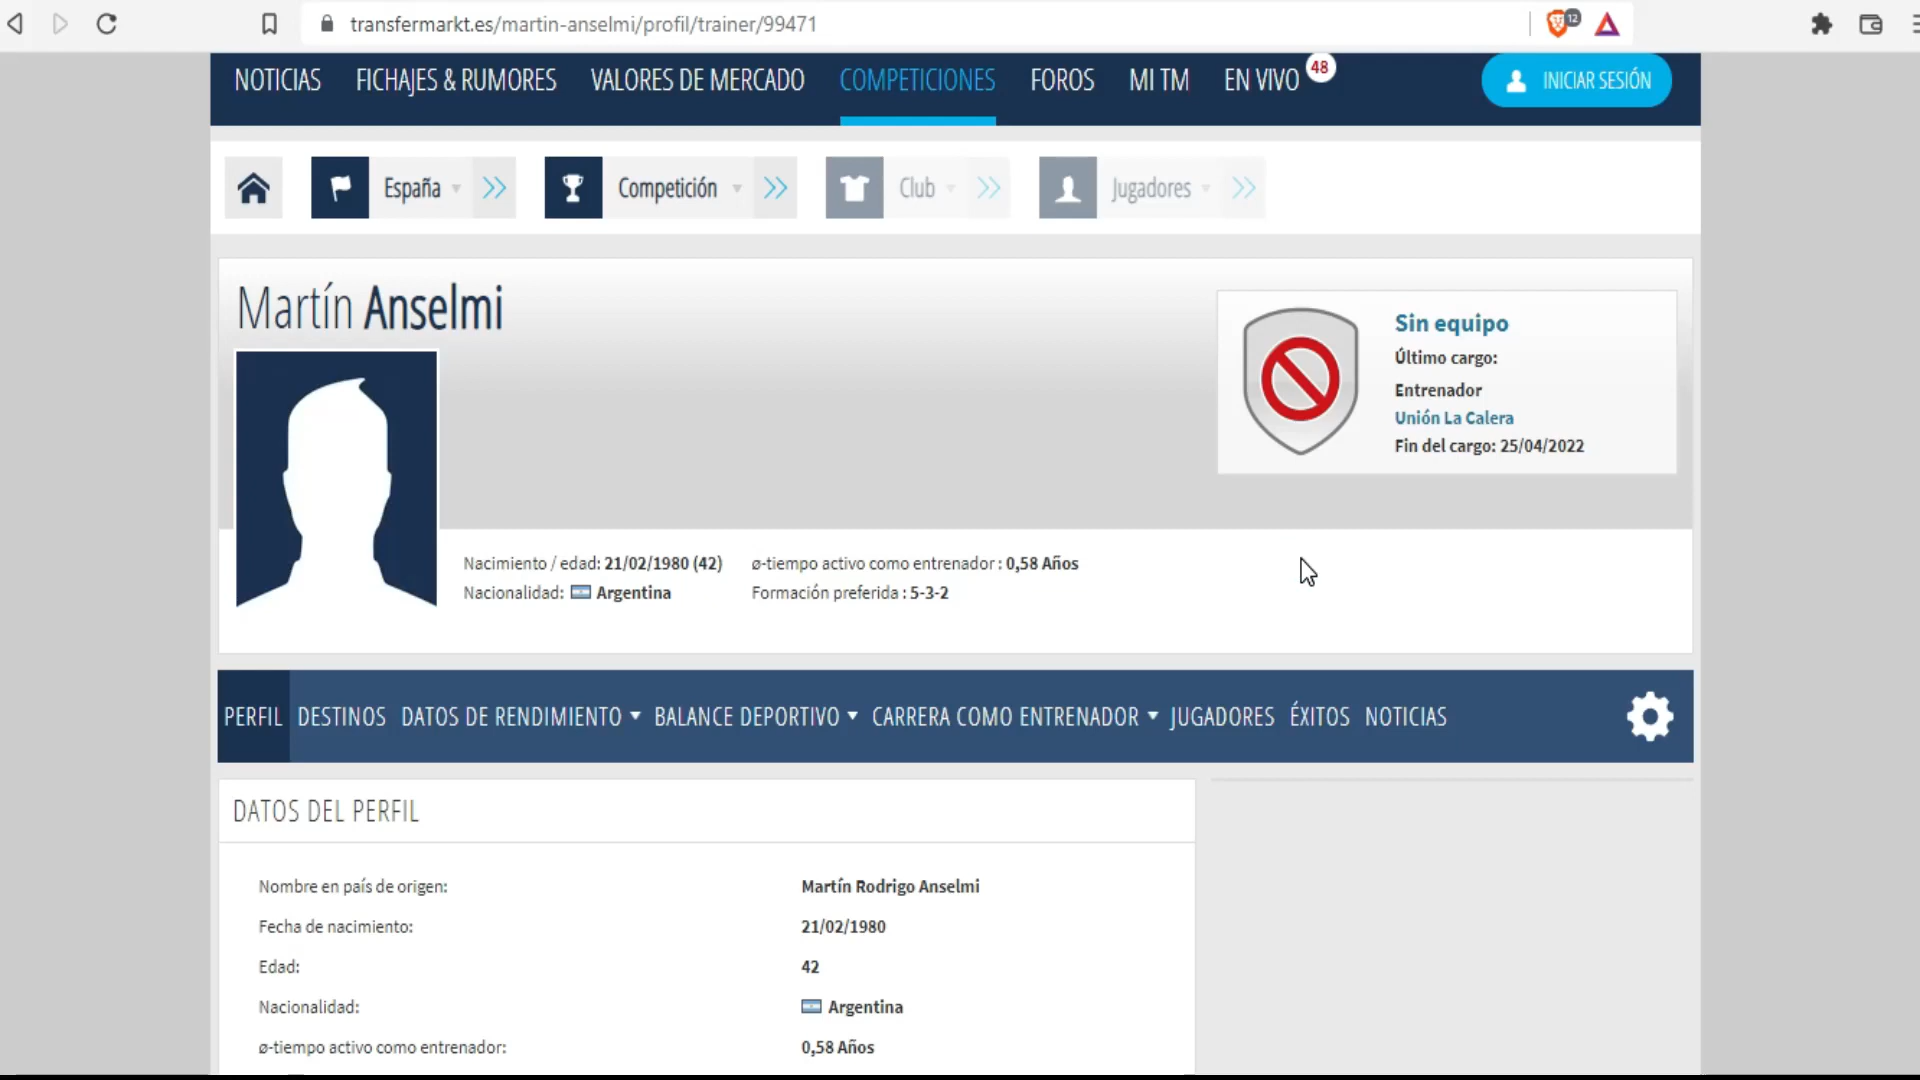 transfermarkt.es/martin-anselmi/profil/trainer/99471
12
NOTICIAS FICHAJES & RUMORES VALORES DE MERCADO COMPETICIONES FOROS MI TM EN VIVO 48 INICIAR SESIÓN
España Competición Club Jugadores
Martín Anselmi
Sin equipo
Último cargo:
Entrenador
Unión La Calera
Fin del cargo: 25/04/2022
Nacimiento / edad: 21/02/1980 (42) ø-tiempo activo como entrenador : 0,58 Años
Nacionalidad: Argentina Formación preferida : 5-3-2
PERFIL DESTINOS DATOS DE RENDIMIENTO BALANCE DEPORTIVO CARRERA COMO ENTRENADOR JUGADORES ÉXITOS NOTICIAS
DATOS DEL PERFIL
Nombre en país de origen: Martín Rodrigo Anselmi
Fecha de nacimiento: 21/02/1980
Edad: 42
Nacionalidad: Argentina
ø-tiempo activo como entrenador: 0,58 Años